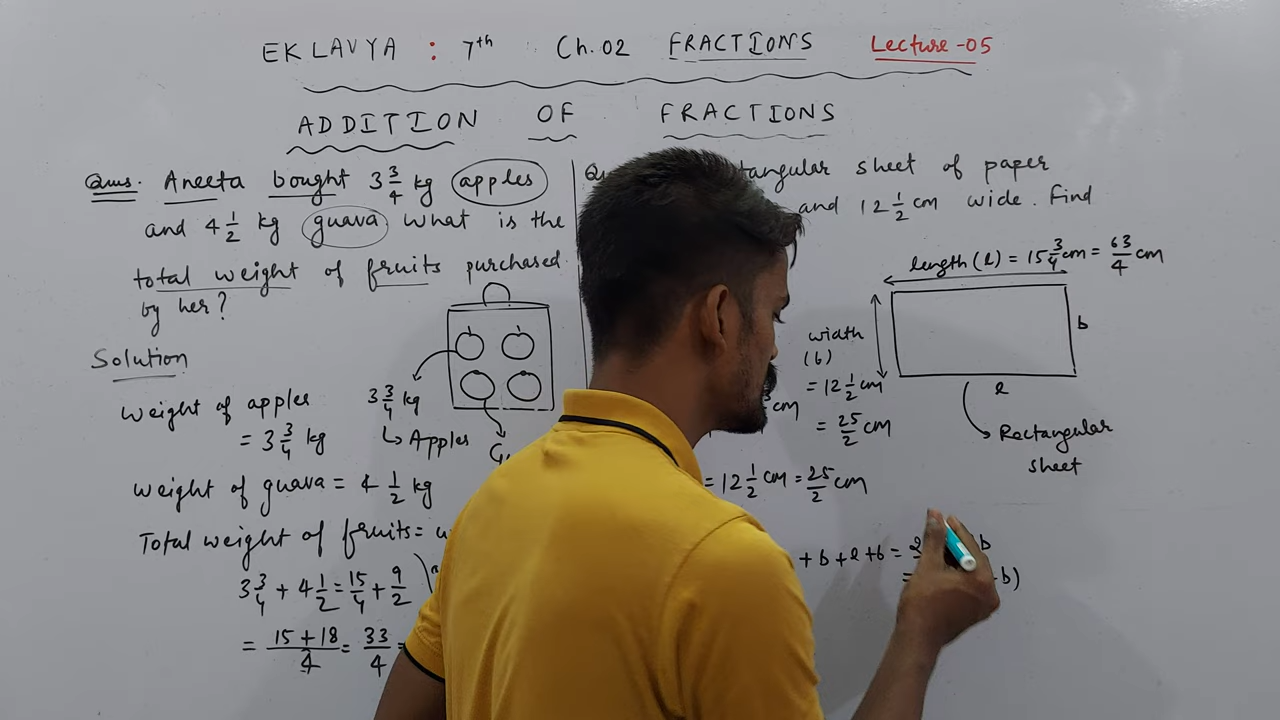 EKLAVYA : 7th Ch. 02 FRACTIONS Lecture-05
ADDITION OF FRACTIONS
Ques. Aneeta bought 3 3/4 kg apples
and 4 1/2 kg guava what is the
total weight of fruits purchased
by her?
Solution
Weight of apples
= 3 3/4 kg
3 3/4 kg
Apples
Weight of guava = 4 1/2 kg
Total weight of fruits =
3 3/4 + 4 1/2 = 15/4 + 9/2
= 15 + 18 / 4 = 33/4 =
sheet of paper
and 12 1/2 cm wide. Find
length (l) = 15 3/4 cm = 63/4 cm
width
(b)
= 12 1/2 cm
= 25/2 cm
b
l
Rectangular
sheet
cm
= 12 1/2 cm = 25/2 cm
+ b + l + b = 2 b
= b)